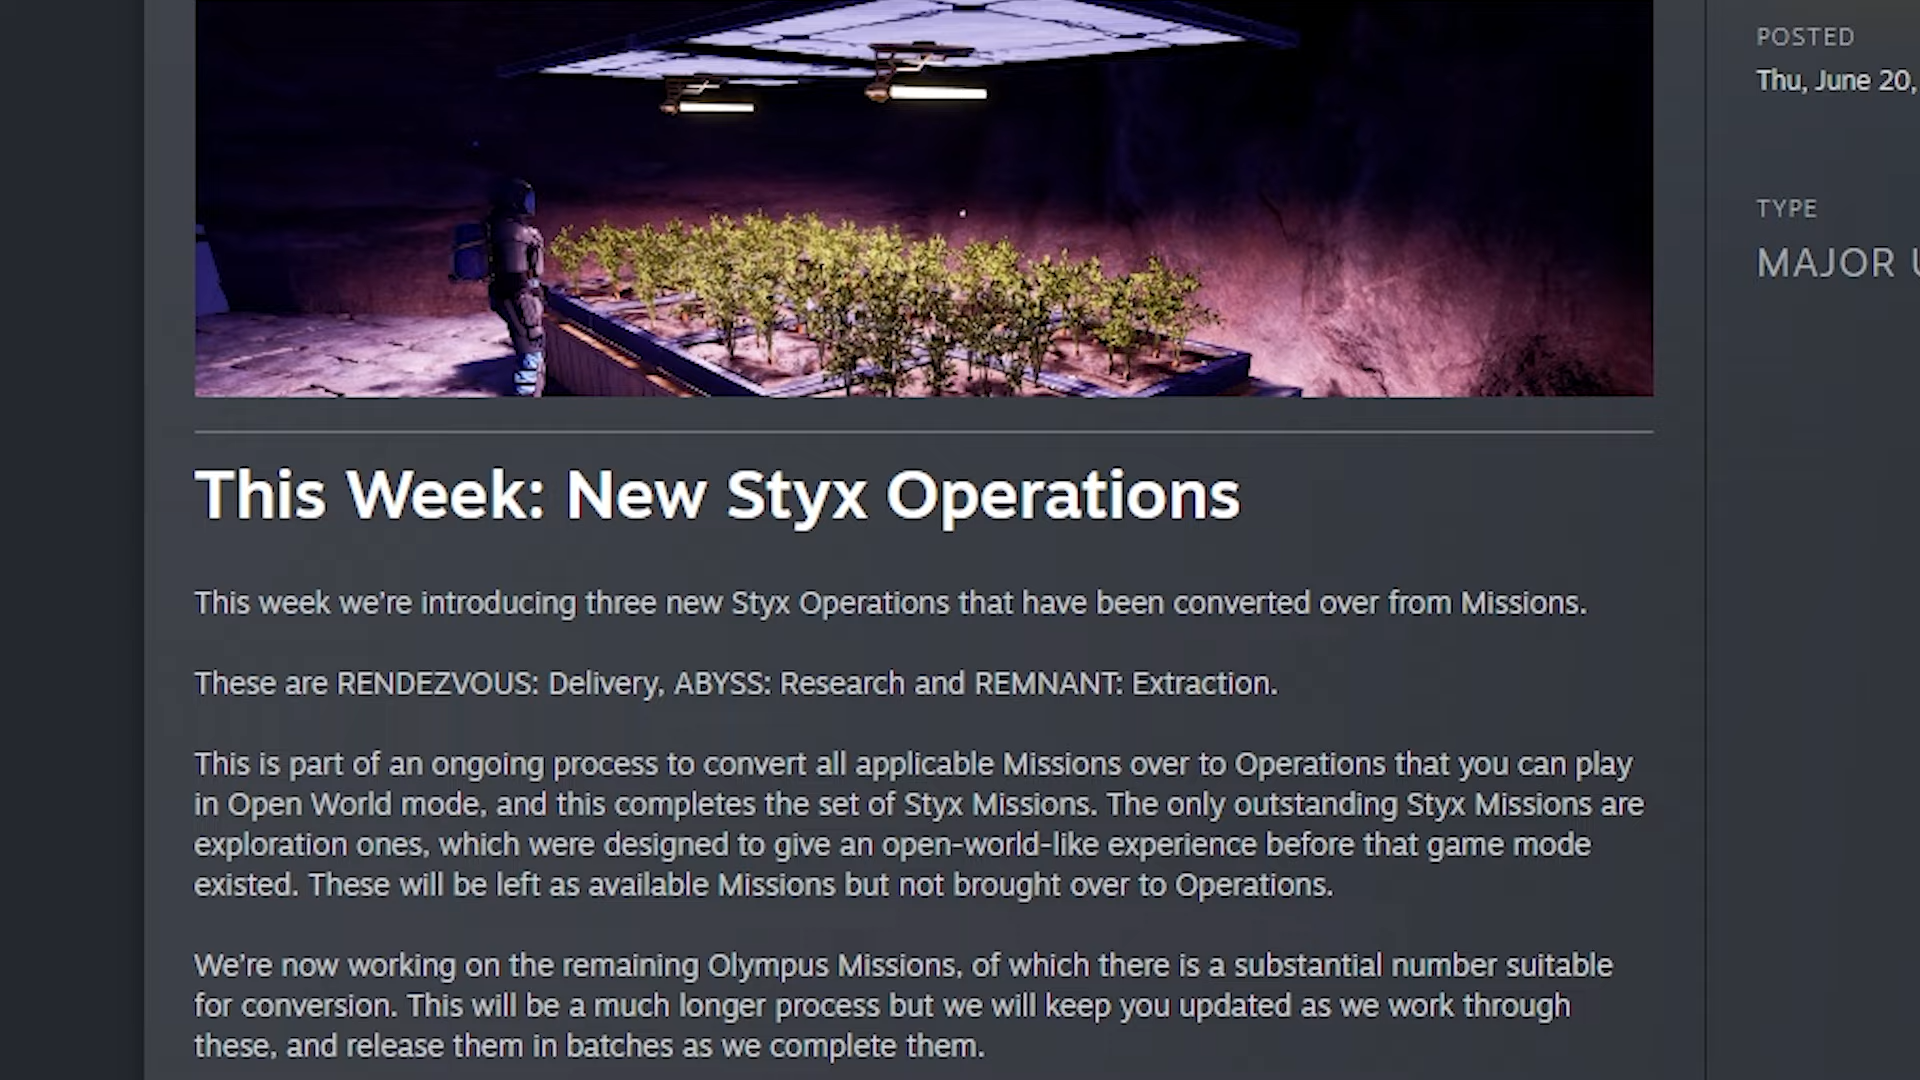 POSTED
Thu, June 20,
TYPE
MAJOR
This Week: New Styx Operations
This week we're introducing three new Styx Operations that have been converted over from Missions.
These are RENDEZVOUS: Delivery, ABYSS: Research and REMNANT: Extraction.
This is part of an ongoing process to convert all applicable Missions over to Operations that you can play
in Open World mode, and this completes the set of Styx Missions. The only outstanding Styx Missions are
exploration ones, which were designed to give an open-world-like experience before that game mode
existed. These will be left as available Missions but not brought over to Operations.
We're now working on the remaining Olympus Missions, of which there is a substantial number suitable
for conversion. This will be a much longer process but we will keep you updated as we work through
these, and release them in batches as we complete them.